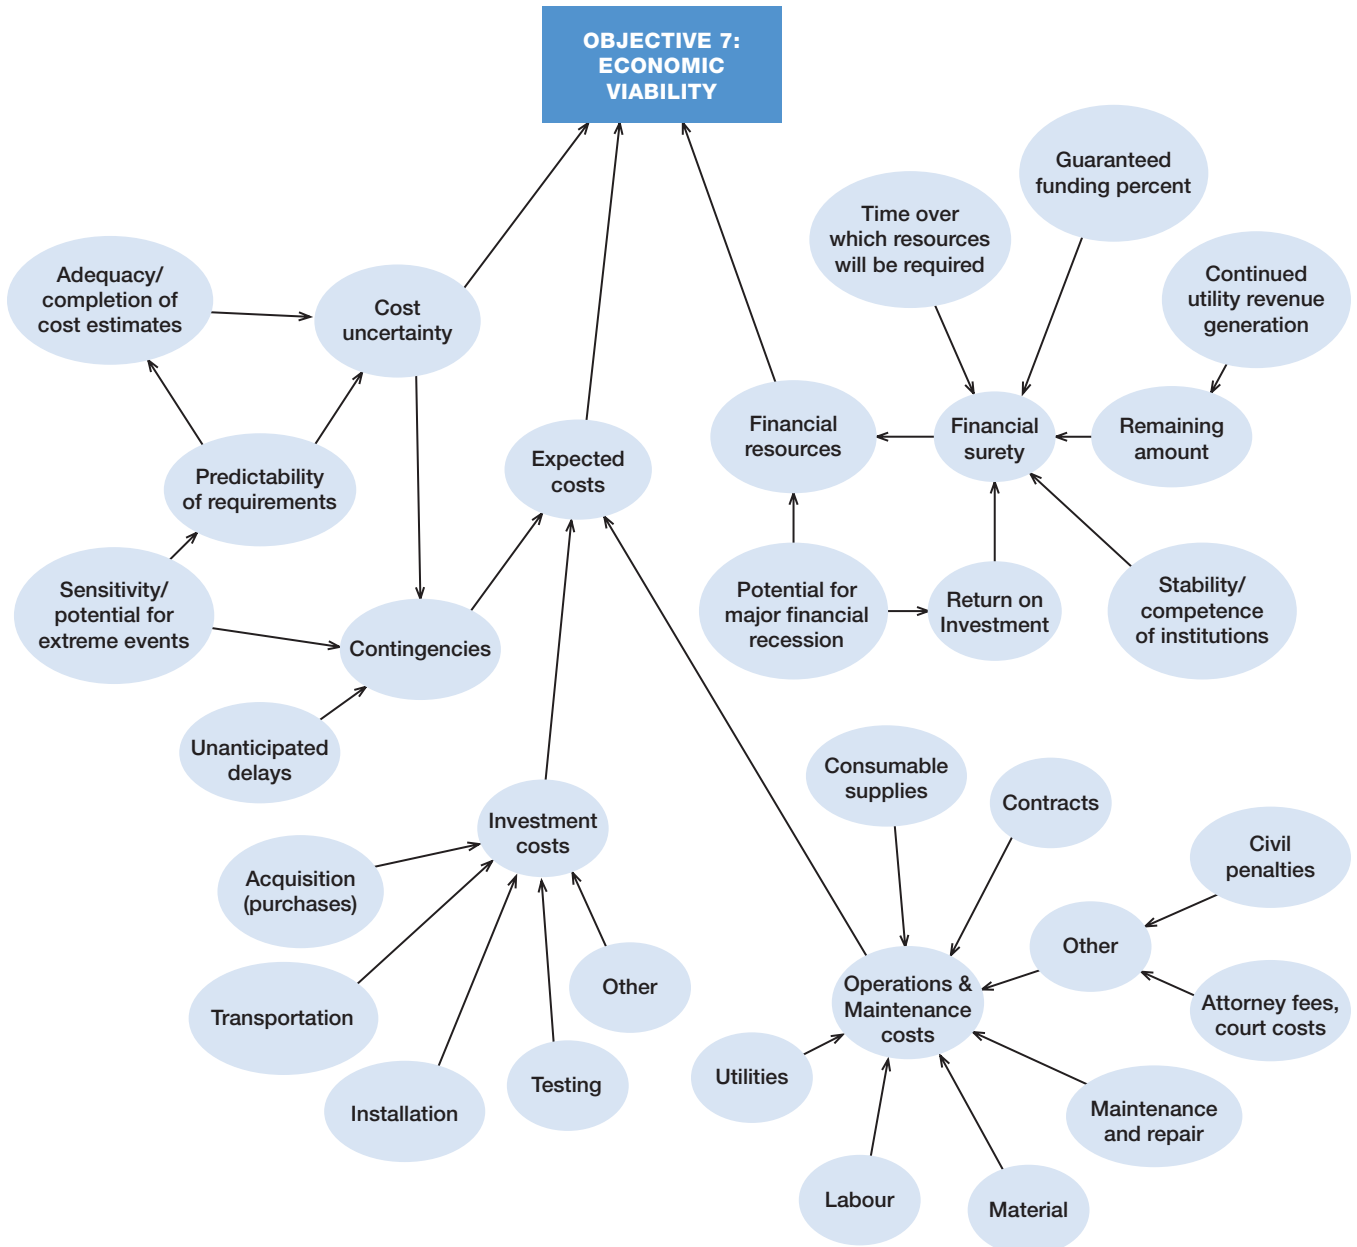 OBJECTIVE 7:
ECONOMIC
VIABILITY
Guaranteed
funding percent
Time over
which resources
will be required
Continued
utility revenue
generation
Adequacy/
completion of
cost estimates
Cost
uncertainty
Financial
resources
Financial
surety
Remaining
amount
Expected
costs
Predictability
of requirements
Sensitivity/
potential for
extreme events
Contingencies
Potential for
major financial
recession
Return on
Investment
Stability/
competence
of institutions
Unanticipated
delays
Consumable
supplies
Contracts
Investment
costs
Civil
penalties
Acquisition
(purchases)
Other
Other
Operations &
Maintenance
costs
Attorney fees,
court costs
Transportation
Testing
Utilities
Installation
Maintenance
and repair
Labour
Material